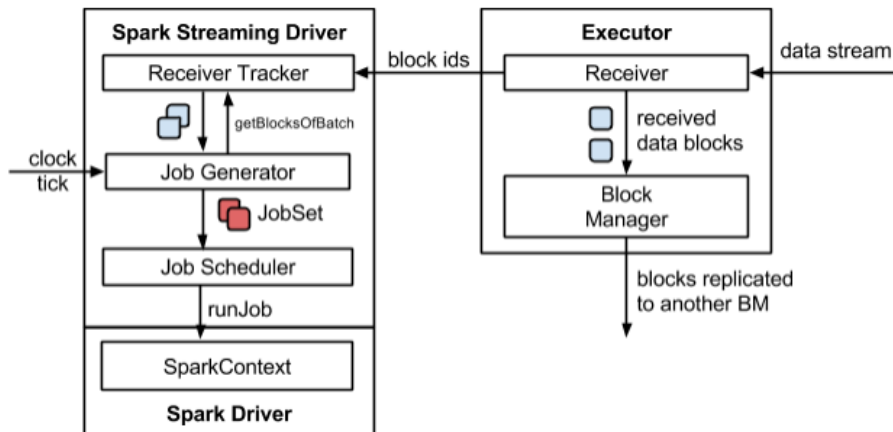 Spark Streaming Driver
Receiver Tracker
getBlocksOfBatch
clock
tick
Job Generator
JobSet
Job Scheduler
runJob
SparkContext
Spark Driver
block ids
Executor
Receiver
data stream
received
data blocks
Block
Manager
blocks replicated
to another BM